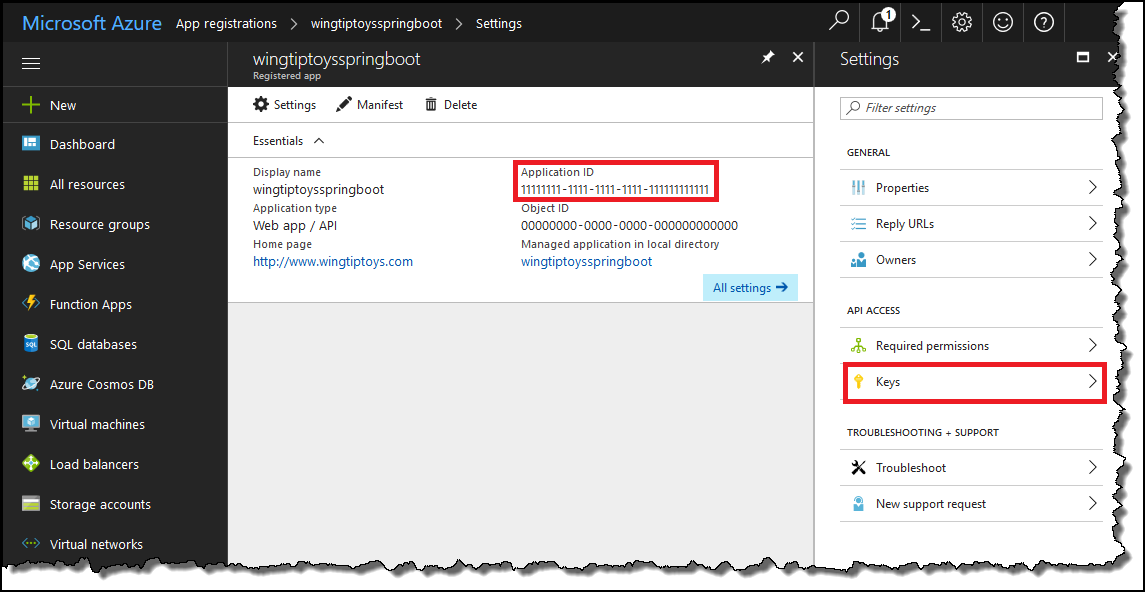 Microsoft Azure App registrations > wingtiptoysspringboot > Settings
1
New
Dashboard
All resources
Resource groups
App Services
Function Apps
SQL databases
Azure Cosmos DB
Virtual machines
Load balancers
Storage accounts
Virtual networks
wingtiptoysspringboot
Registered app
Settings Manifest Delete
Essentials
Display name
wingtiptoysspringboot
Application type
Web app / API
Home page
http://www.wingtiptoys.com
Application ID
11111111-1111-1111-1111-111111111111
Object ID
00000000-0000-0000-000000000000
Managed application in local directory
wingtiptoysspringboot
All settings
Settings
Filter settings
GENERAL
Properties
Reply URLs
Owners
API ACCESS
Required permissions
Keys
TROUBLESHOOTING + SUPPORT
Troubleshoot
New support request